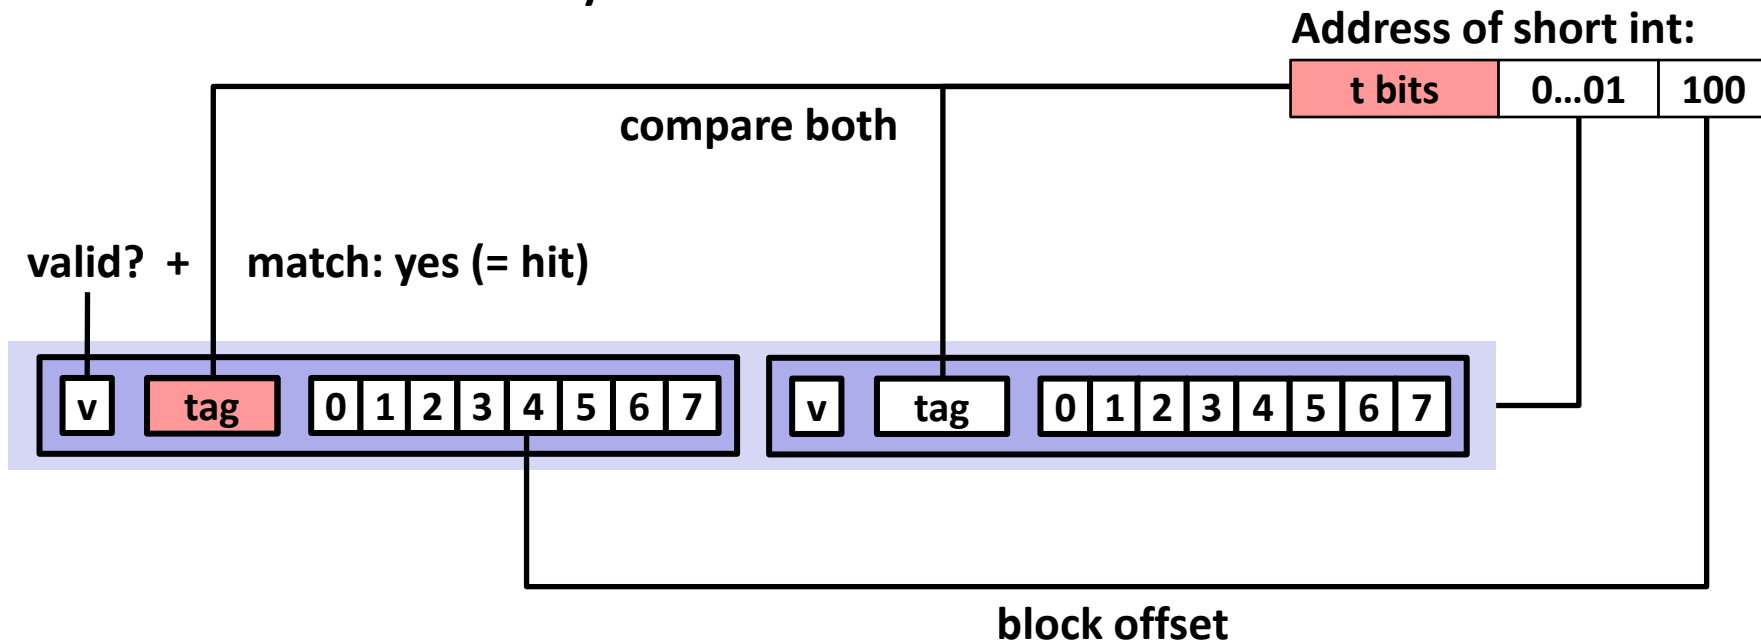 Address of short int:
t bits 0...01 100
compare both
valid? + match: yes (= hit)
v tag 0 1 2 3 4 5 6 7 v tag 0 1 2 3 4 5 6 7
block offset